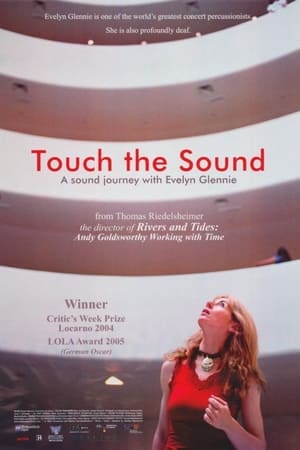 Evelyn Glennie is one of the world's greatest concert percussionists.
She is also profoundly deaf.
Touch the Sound
A sound journey with Evelyn Glennie
from Thomas Riedelsheimer
the director of Rivers and Tides:
Andy Goldsworthy Working with Time
Winner
Critic's Week Prize
Locarno 2004
LOLA Award 2005
(German Oscar)